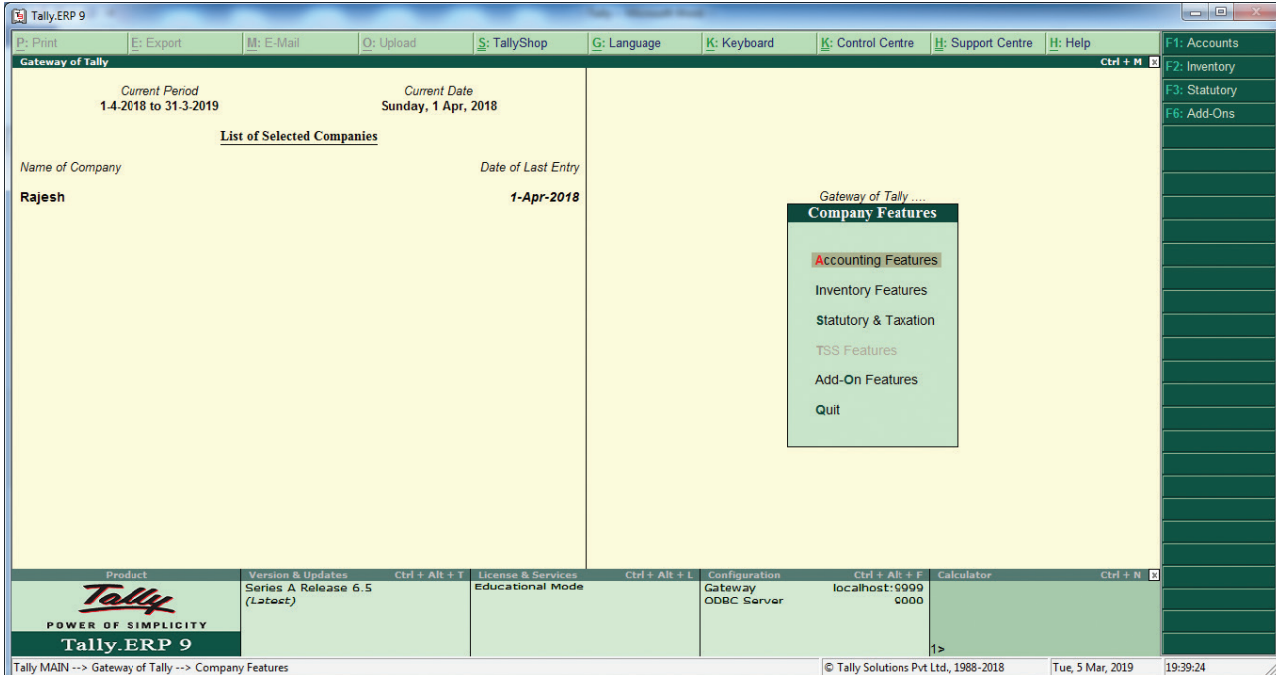 Tally.ERP 9
P: Print E: Export M: E-Mail O: Upload S: TallyShop G: Language K: Keyboard K: Control Centre H: Support Centre H: Help F1: Accounts
Gateway of Tally Ctrl + M x
F2: Inventory
F3: Statutory
F6: Add-Ons
Current Period Current Date
1-4-2018 to 31-3-2019 Sunday, 1 Apr, 2018
List of Selected Companies
Name of Company Date of Last Entry
Rajesh 1-Apr-2018
Gateway of Tally ....
Company Features
Accounting Features
Inventory Features
Statutory & Taxation
TSS Features
Add-On Features
Quit
Product Version & Updates Ctrl + Alt + T License & Services Ctrl + Alt + L Configuration Ctrl + Alt + F Calculator Ctrl + N x
Series A Release 6.5 Educational Mode Gateway localhost:9999
(Latest) ODBC Server 9000
Tally
POWER OF SIMPLICITY
Tally.ERP 9
1>
Tally MAIN --> Gateway of Tally --> Company Features © Tally Solutions Pvt Ltd., 1988-2018 Tue, 5 Mar, 2019 19:39:24